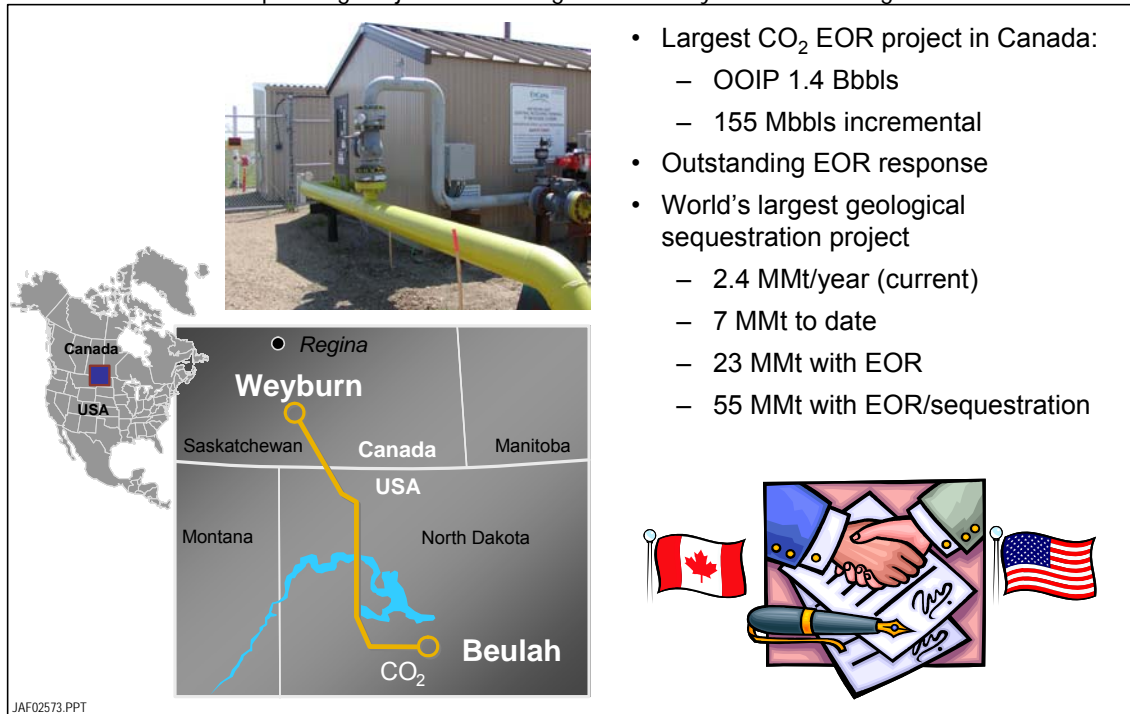 • Largest CO₂ EOR project in Canada:
– OOIP 1.4 Bbbls
– 155 Mbbls incremental
• Outstanding EOR response
• World's largest geological
sequestration project
– 2.4 MMt/year (current)
– 7 MMt to date
– 23 MMt with EOR
– 55 MMt with EOR/sequestration
Canada
USA
Regina
Weyburn
Saskatchewan
Canada
Manitoba
USA
Montana
North Dakota
Beulah
CO₂
JAF02573.PPT